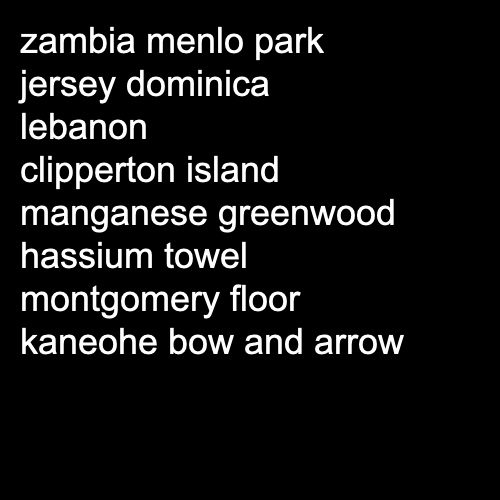 zambia menlo park
jersey dominica
lebanon
clipperton island
manganese greenwood
hassium towel
montgomery floor
kaneohe bow and arrow